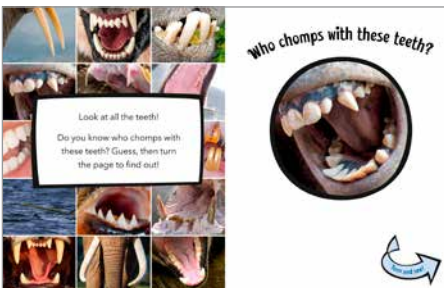 Look at all the teeth!
Do you know who chomps with
these teeth? Guess, then turn
the page to find out!
Who chomps with these teeth?